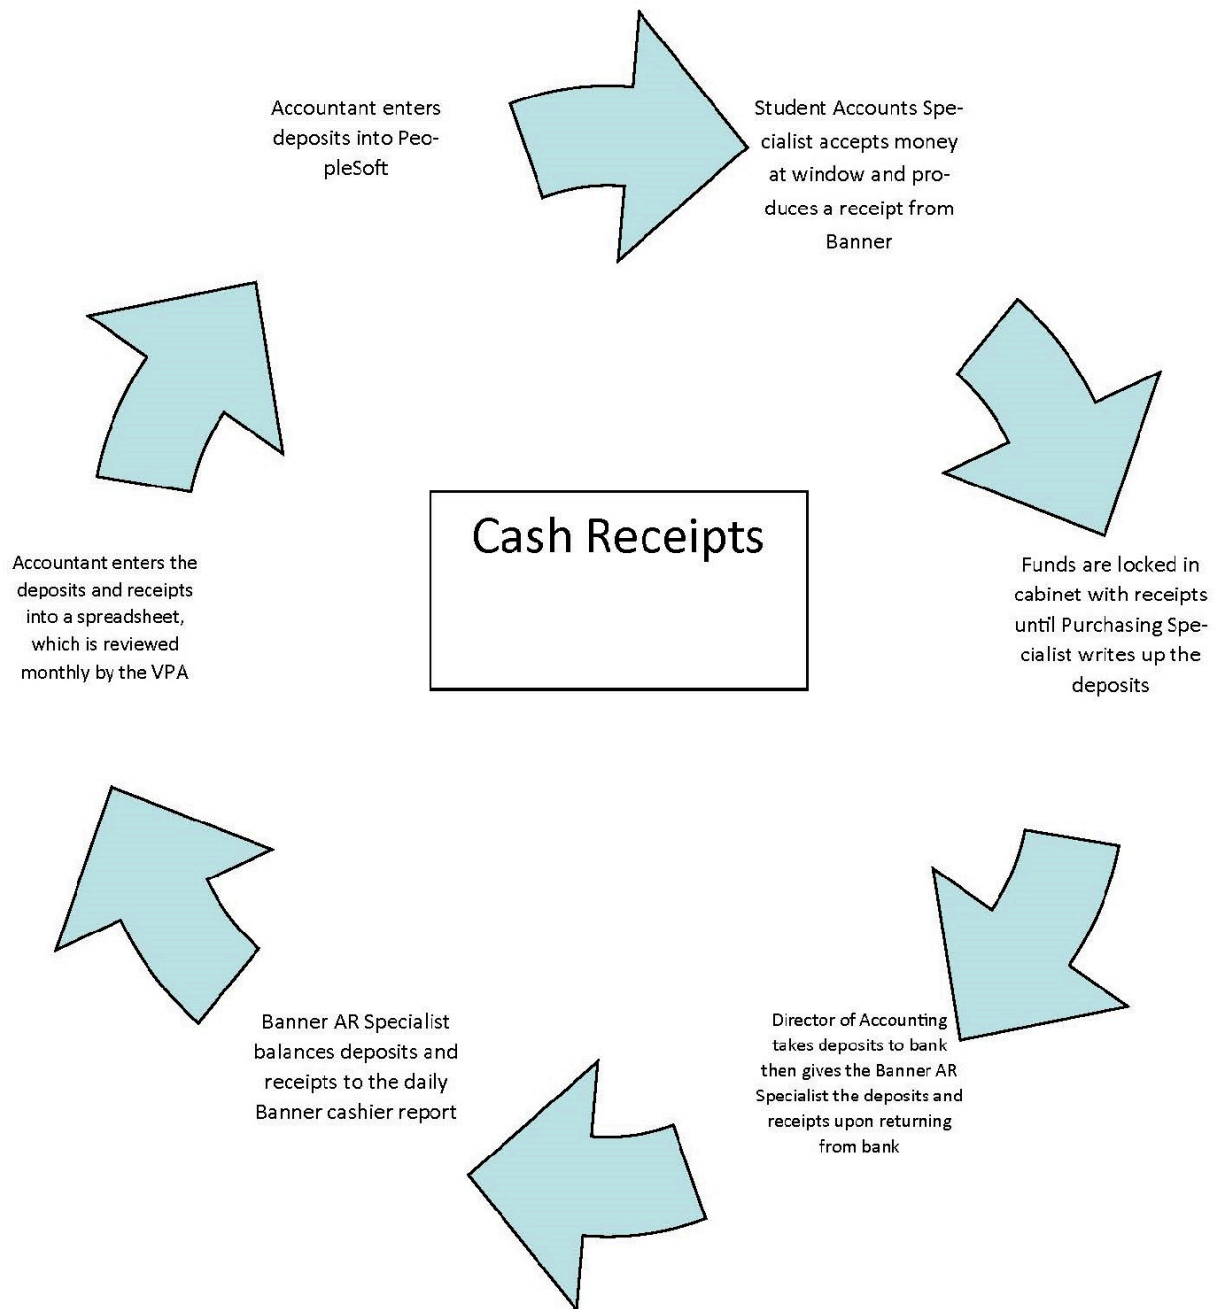 Accountant enters
deposits into Peo-
pleSoft
Student Accounts Spe-
cialist accepts money
at window and pro-
duces a receipt from
Banner
Cash Receipts
Funds are locked in
cabinet with receipts
until Purchasing Spe-
cialist writes up the
deposits
Accountant enters the
deposits and receipts
into a spreadsheet,
which is reviewed
monthly by the VPA
Director of Accounting
takes deposits to bank
then gives the Banner AR
Specialist the deposits and
receipts upon returning
from bank
Banner AR Specialist
balances deposits and
receipts to the daily
Banner cashier report